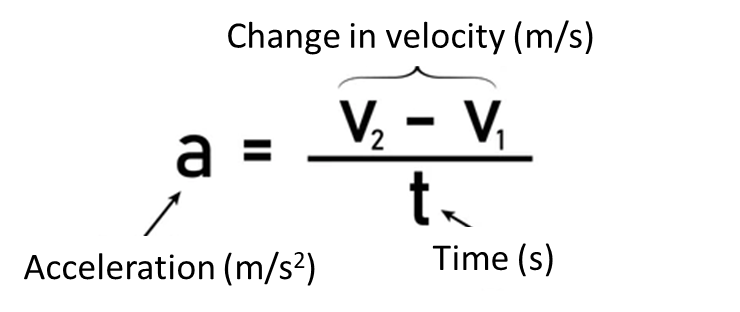 Change in velocity (m/s)
a = V₂ - V₁
t
Acceleration (m/s²)
Time (s)